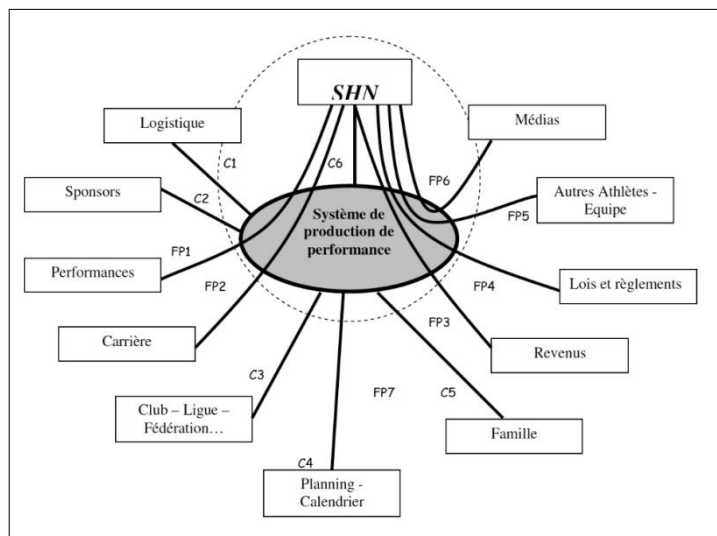 SHN
Logistique
Médias
C1
C6
FP6
Sponsors
C2
Autres Athlètes -
Equipe
Système de
production de
performance
FP5
FP1
Performances
FP2
FP4
Lois et règlements
Carrière
FP3
Revenus
C3
FP7
C5
Club – Ligue –
Fédération…
Famille
C4
Planning -
Calendrier